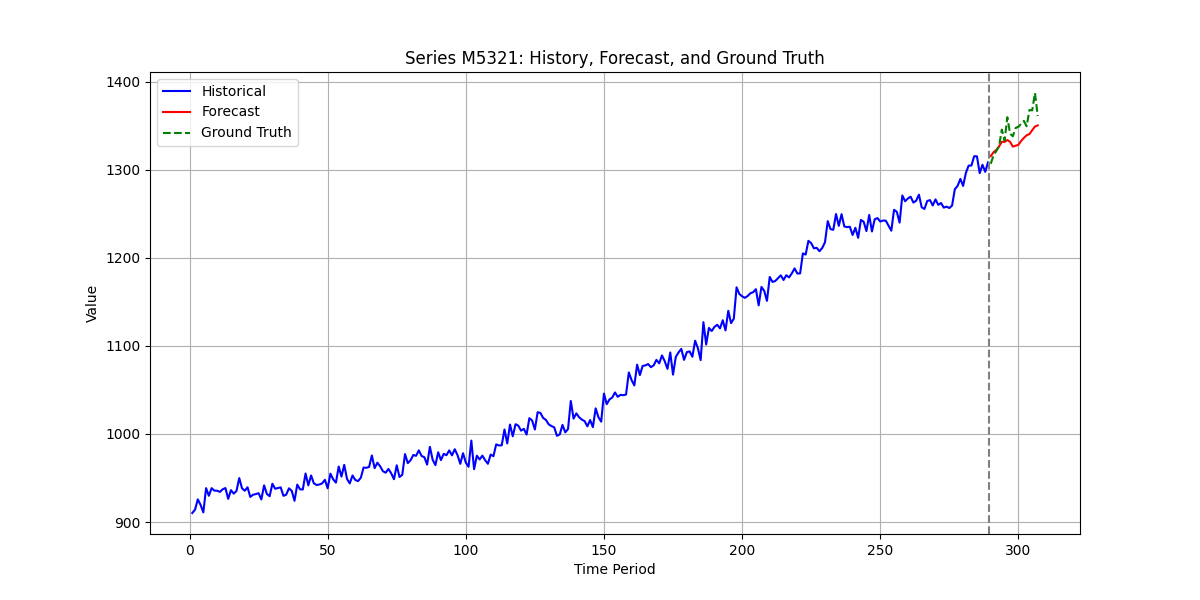 Series M5321: History, Forecast, and Ground Truth
Historical
Forecast
Ground Truth
Value
1400
1300
1200
1100
1000
900
0 50 100 150 200 250 300
Time Period